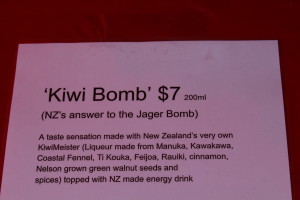 'Kiwi Bomb' $7 200ml
(NZ's answer to the Jager Bomb)
A taste sensation made with New Zealand's very own
KiwiMeister (Liqueur made from Manuka, Kawakawa,
Coastal Fennel, Ti Kouka, Feijoa, Rauiki, cinnamon,
Nelson grown green walnut seeds and
spices) topped with NZ made energy drink